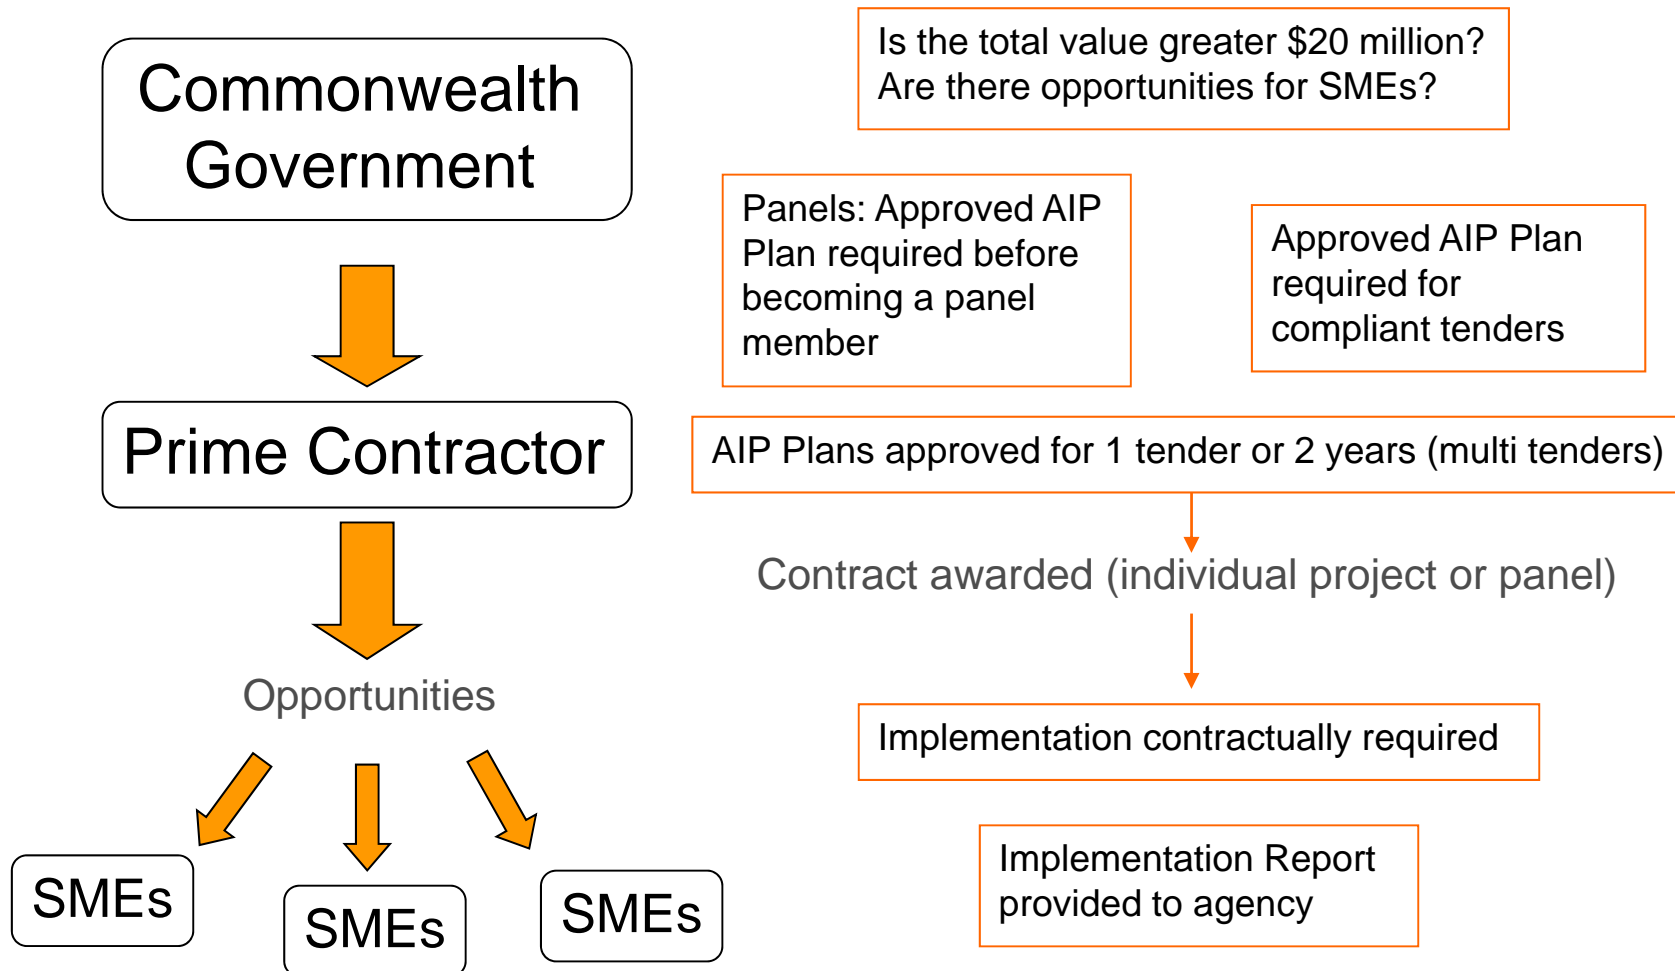 Commonwealth
Government
Prime Contractor
Opportunities
SMEs
SMEs
SMEs
Is the total value greater $20 million?
Are there opportunities for SMEs?
Panels: Approved AIP
Plan required before
becoming a panel
member
Approved AIP Plan
required for
compliant tenders
AIP Plans approved for 1 tender or 2 years (multi tenders)
Contract awarded (individual project or panel)
Implementation contractually required
Implementation Report
provided to agency